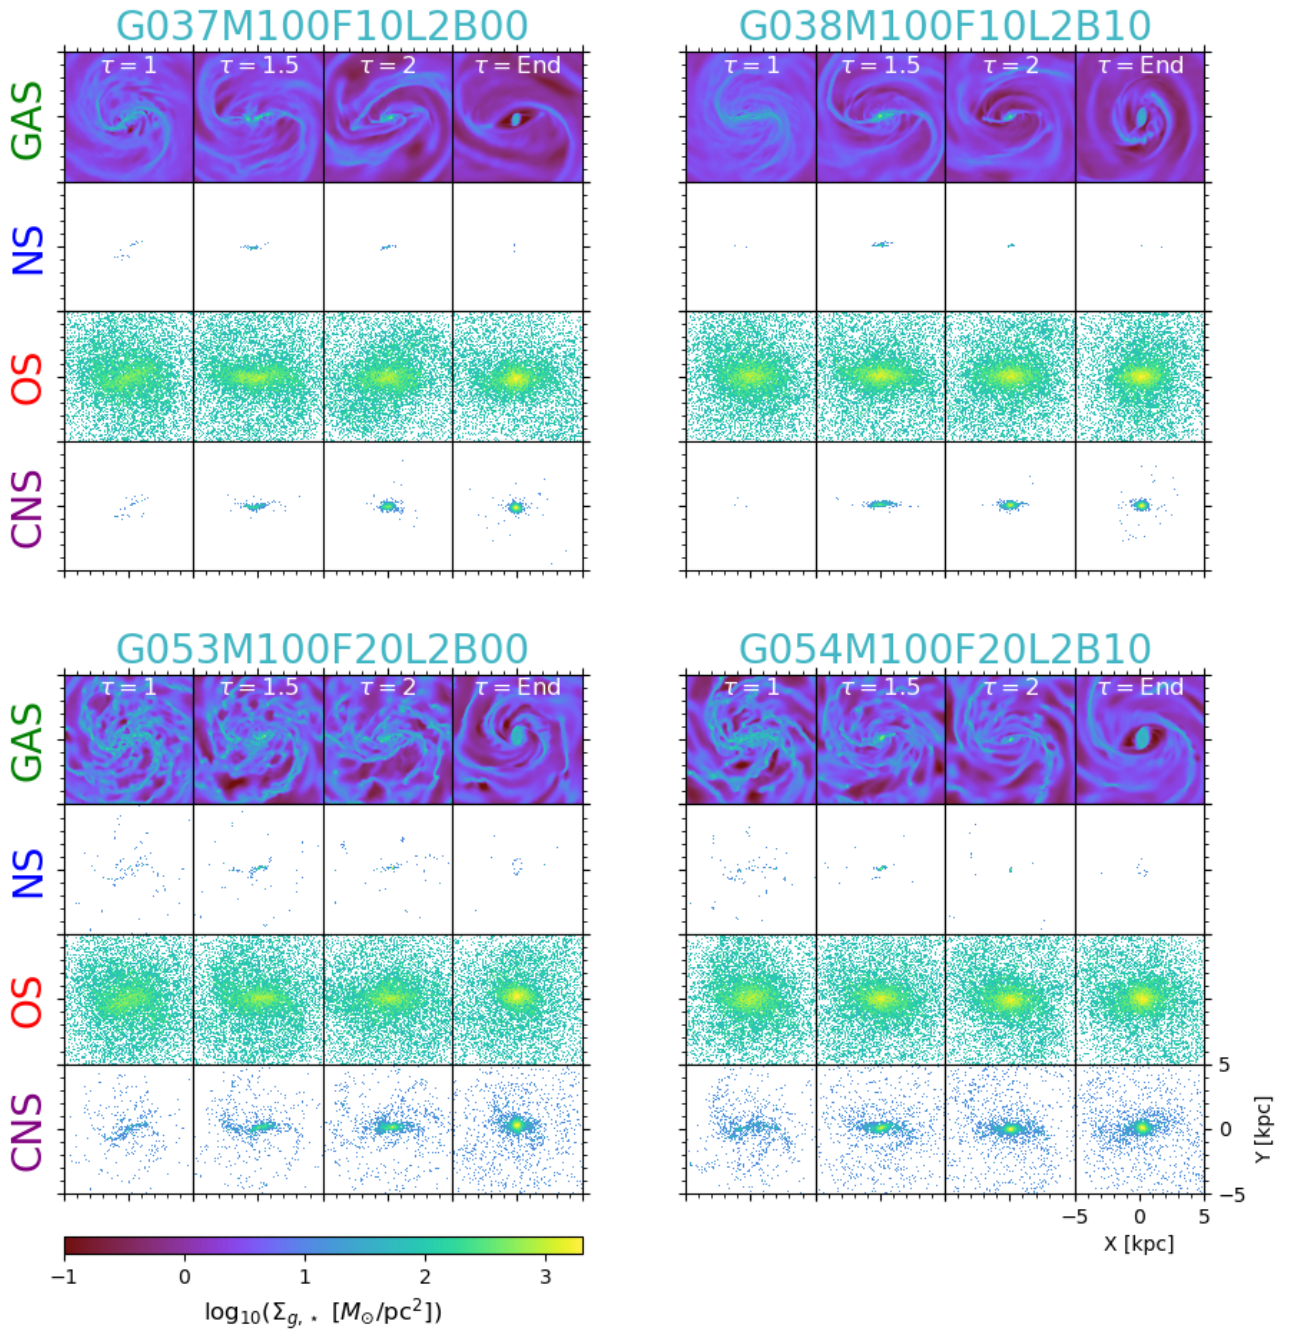 G037M100F10L2B00
G038M100F10L2B10
GAS
τ = 1
τ = 1.5
τ = 2
τ = End
τ = 1
τ = 1.5
τ = 2
τ = End
NS
OS
CNS
G053M100F20L2B00
G054M100F20L2B10
GAS
τ = 1
τ = 1.5
τ = 2
τ = End
τ = 1
τ = 1.5
τ = 2
τ = End
NS
OS
CNS
5
0
−5
Y [kpc]
−5 0 5
X [kpc]
−1 0 1 2 3
log₁₀(Σ_g,⋆ [M_⊙/pc²])